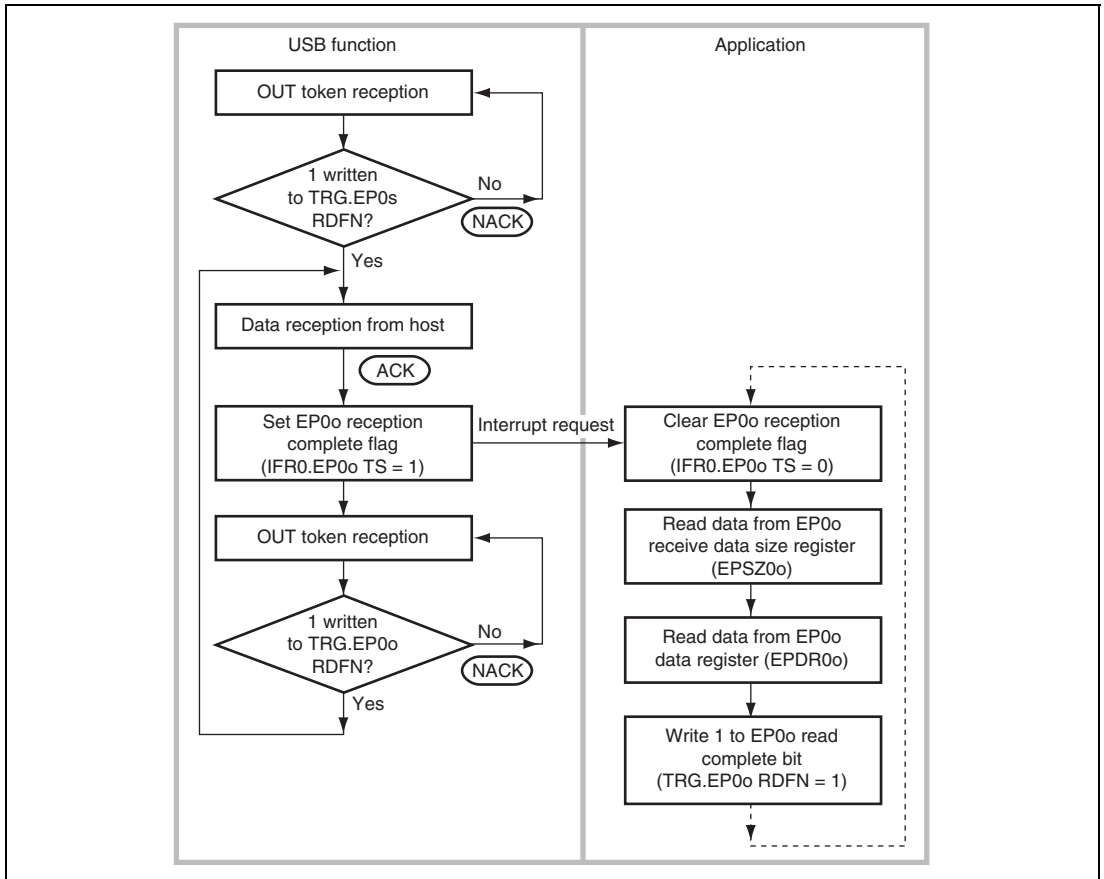 USB function
OUT token reception
1 written
to TRG.EP0s
RDFN?
No
NACK
Yes
Data reception from host
ACK
Set EP0o reception
complete flag
(IFR0.EP0o TS = 1)
Interrupt request
OUT token reception
1 written
to TRG.EP0o
RDFN?
No
NACK
Yes
Application
Clear EP0o reception
complete flag
(IFR0.EP0o TS = 0)
Read data from EP0o
receive data size register
(EPSZ0o)
Read data from EP0o
data register (EPDR0o)
Write 1 to EP0o read
complete bit
(TRG.EP0o RDFN = 1)